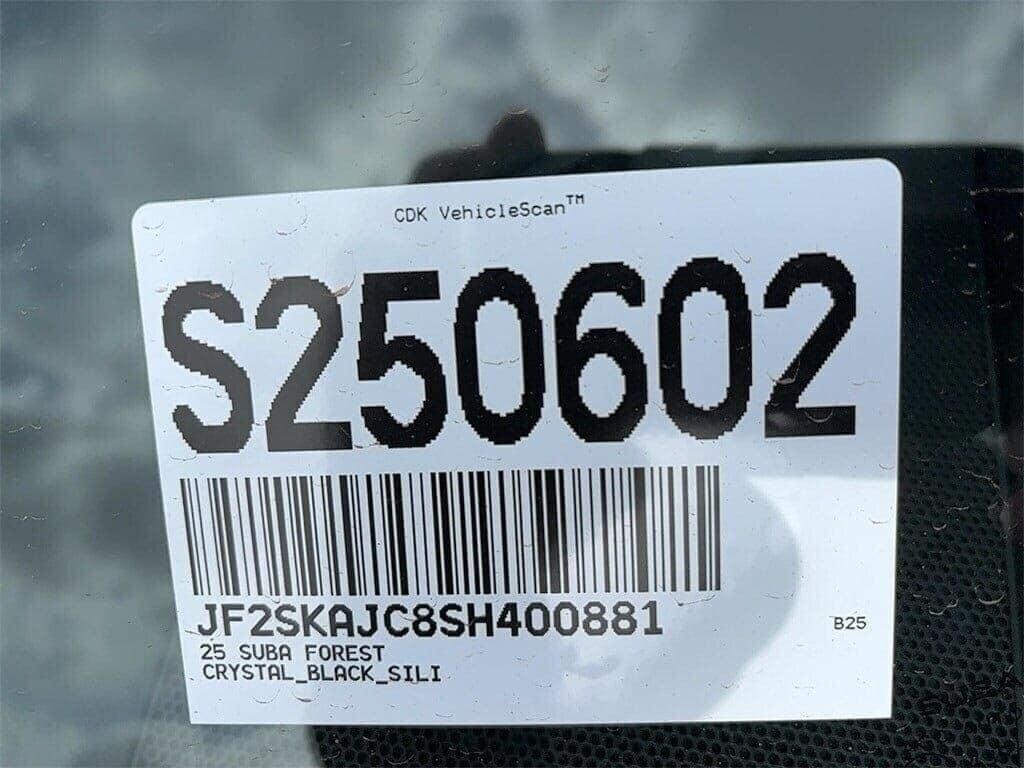 CDK VehicleScan™
S250602
JF2SKAJC8SH400881
B25
25 SUBA FOREST
CRYSTAL_BLACK_SILI